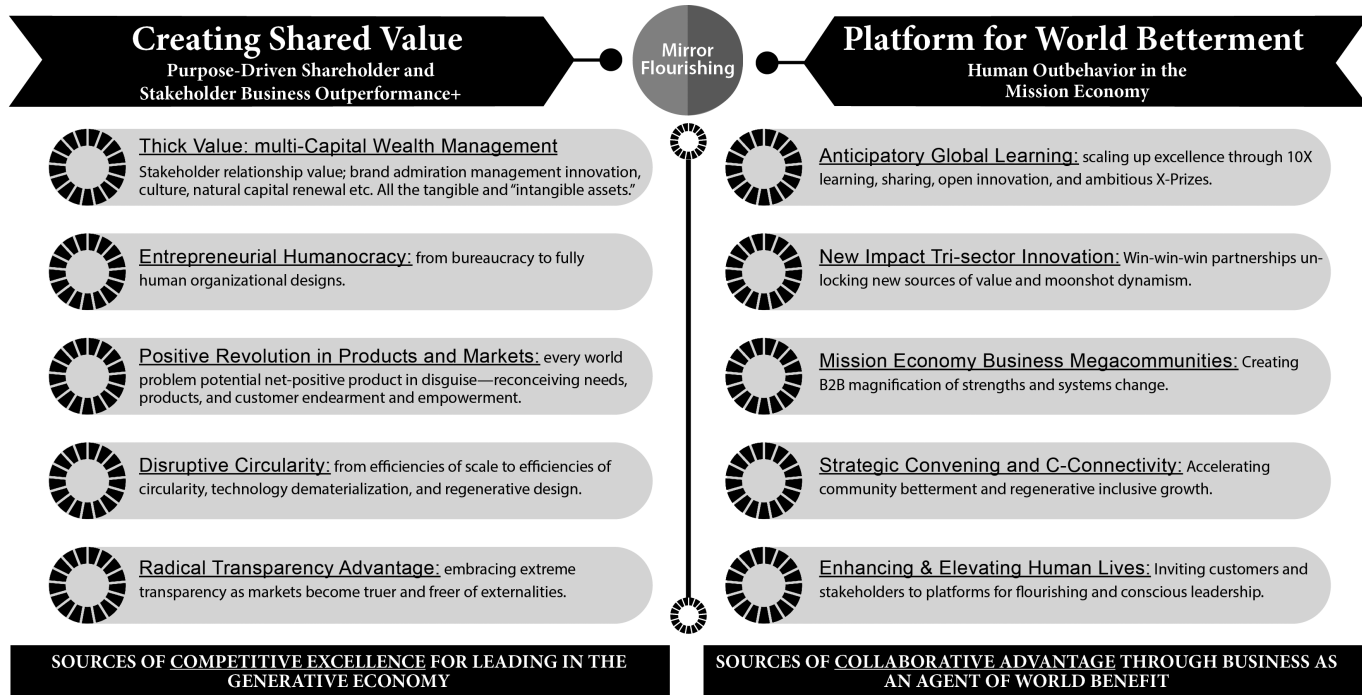 Creating Shared Value
Purpose-Driven Shareholder and
Stakeholder Business Outperformance+
Mirror
Flourishing
Platform for World Betterment
Human Outbehavior in the
Mission Economy
Thick Value: multi-Capital Wealth Management
Stakeholder relationship value; brand admiration management innovation,
culture, natural capital renewal etc. All the tangible and “intangible assets.”
Entrepreneurial Humanocracy: from bureaucracy to fully
human organizational designs.
Positive Revolution in Products and Markets: every world
problem potential net-positive product in disguise—reconceiving needs,
products, and customer endearment and empowerment.
Disruptive Circularity: from efficiencies of scale to efficiencies of
circularity, technology dematerialization, and regenerative design.
Radical Transparency Advantage: embracing extreme
transparency as markets become truer and freer of externalities.
SOURCES OF COMPETITIVE EXCELLENCE FOR LEADING IN THE
GENERATIVE ECONOMY
Anticipatory Global Learning: scaling up excellence through 10X
learning, sharing, open innovation, and ambitious X-Prizes.
New Impact Tri-sector Innovation: Win-win-win partnerships un-
locking new sources of value and moonshot dynamism.
Mission Economy Business Megacommunities: Creating
B2B magnification of strengths and systems change.
Strategic Convening and C-Connectivity: Accelerating
community betterment and regenerative inclusive growth.
Enhancing & Elevating Human Lives: Inviting customers and
stakeholders to platforms for flourishing and conscious leadership.
SOURCES OF COLLABORATIVE ADVANTAGE THROUGH BUSINESS AS
AN AGENT OF WORLD BENEFIT